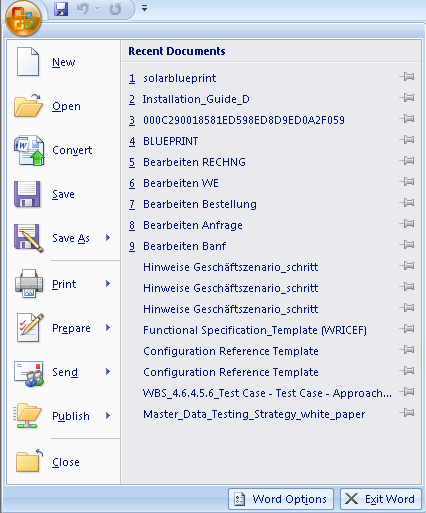 Recent Documents
New
Open
Convert
Save
Save As
Print
Prepare
Send
Publish
Close
1 solarblueprint
2 Installation_Guide_D
3 000C290018581ED598ED8D9ED0A2F059
4 BLUEPRINT
5 Bearbeiten RECHNG
6 Bearbeiten WE
7 Bearbeiten Bestellung
8 Bearbeiten Anfrage
9 Bearbeiten Banf
Hinweise Geschäftszenario_schritt
Hinweise Geschäftszenario_schritt
Hinweise Geschäftszenario_schritt
Functional Specification_Template (WRICEF)
Configuration Reference Template
Configuration Reference Template
WBS_4.6.4.5.6_Test Case - Test Case - Approach...
Master_Data_Testing_Strategy_white_paper
Word Options
Exit Word